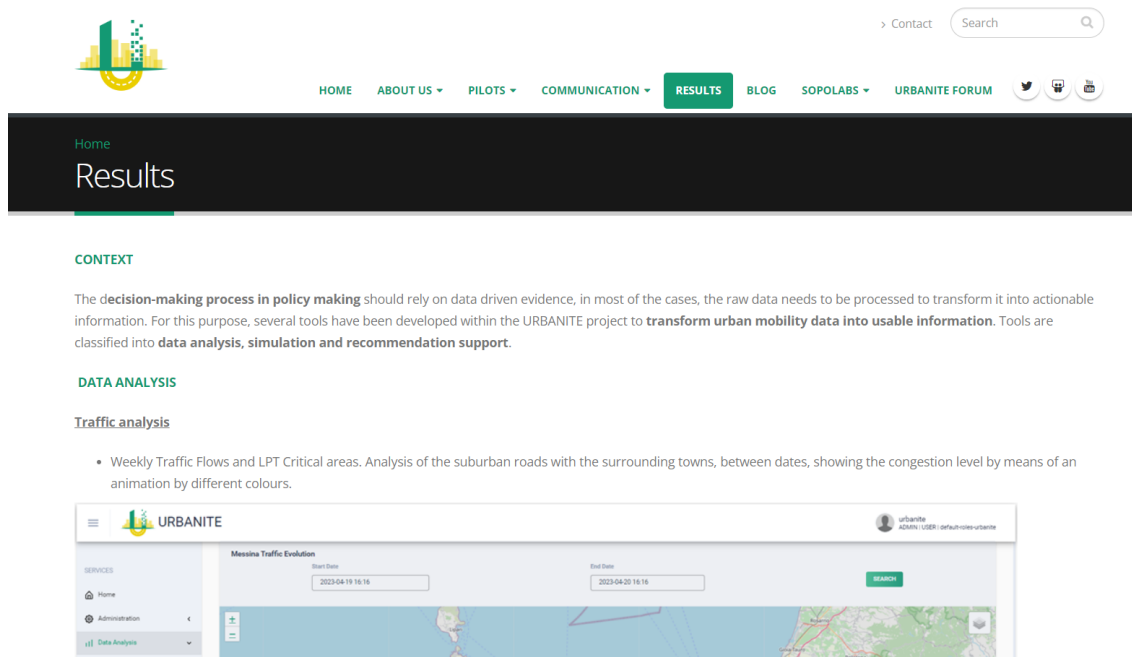 Contact
Search
HOME
ABOUT US
PILOTS
COMMUNICATION
RESULTS
BLOG
SOPOLABS
URBANITE FORUM
You
Tube
Home
Results
CONTEXT
The decision-making process in policy making should rely on data driven evidence, in most of the cases, the raw data needs to be processed to transform it into actionable
information. For this purpose, several tools have been developed within the URBANITE project to transform urban mobility data into usable information. Tools are
classified into data analysis, simulation and recommendation support.
DATA ANALYSIS
Traffic analysis
• Weekly Traffic Flows and LPT Critical areas. Analysis of the suburban roads with the surrounding towns, between dates, showing the congestion level by means of an
animation by different colours.
URBANITE
urbanite
ADMIN | USER | default-roles-urbanite
Messina Traffic Evolution
SERVICES
Start Date
End Date
2023-04-19 16:16
2023-04-20 16:16
SEARCH
Home
Administration
Data Analysis